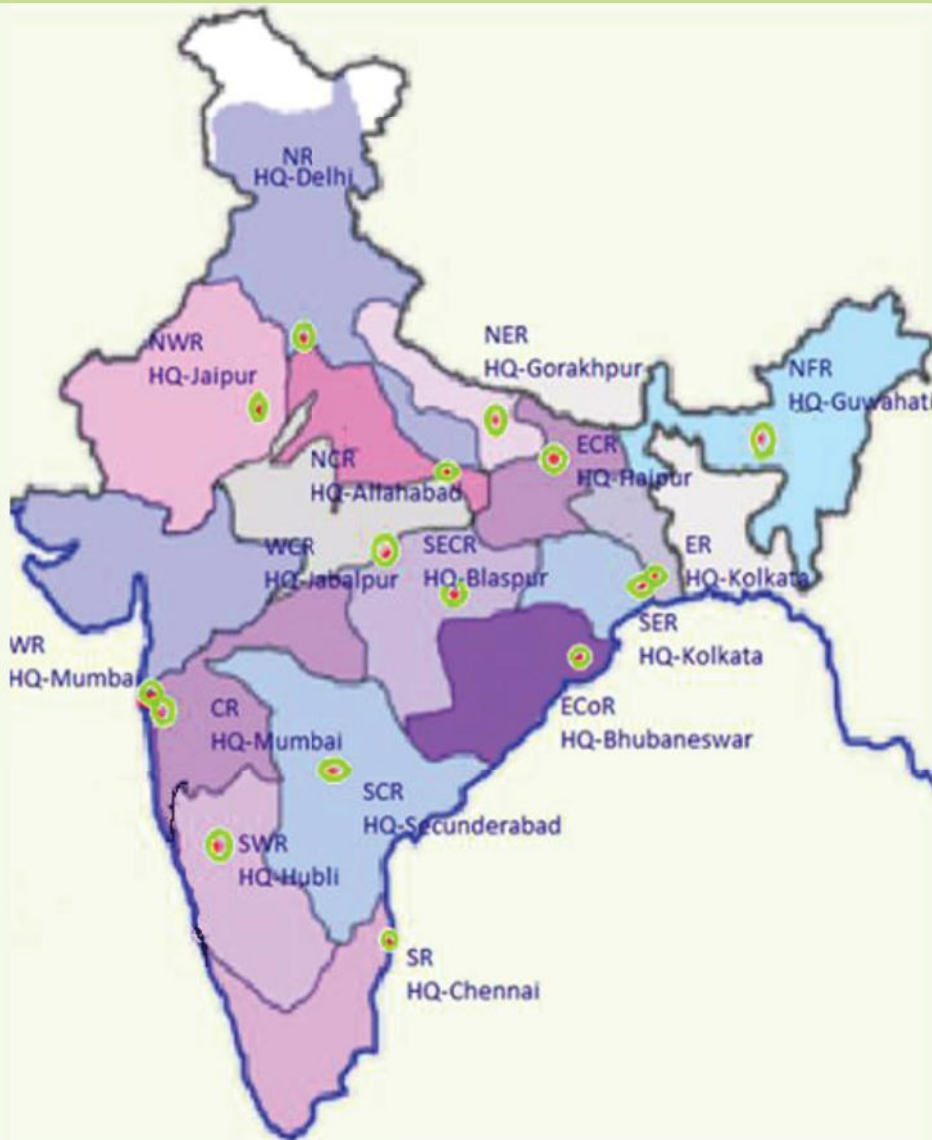 NR
HQ-Delhi
NWR
HQ-Jaipur
NER
HQ-Gorakhpur
NFR
HQ-Guwahati
NCR
HQ-Allahabad
ECR
HQ-Hajpur
WCR
HQ-Jabalpur
SECR
HQ-Blaspur
ER
HQ-Kolkata
SER
HQ-Kolkata
WR
HQ-Mumbai
CR
HQ-Mumbai
ECoR
HQ-Bhubaneswar
SCR
HQ-Secunderabad
SWR
HQ-Hubli
SR
HQ-Chennai